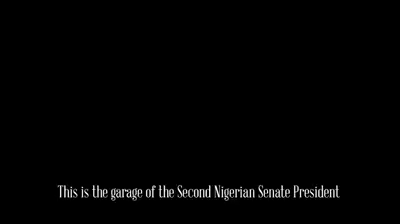 This is the garage of the Second Nigerian Senate President